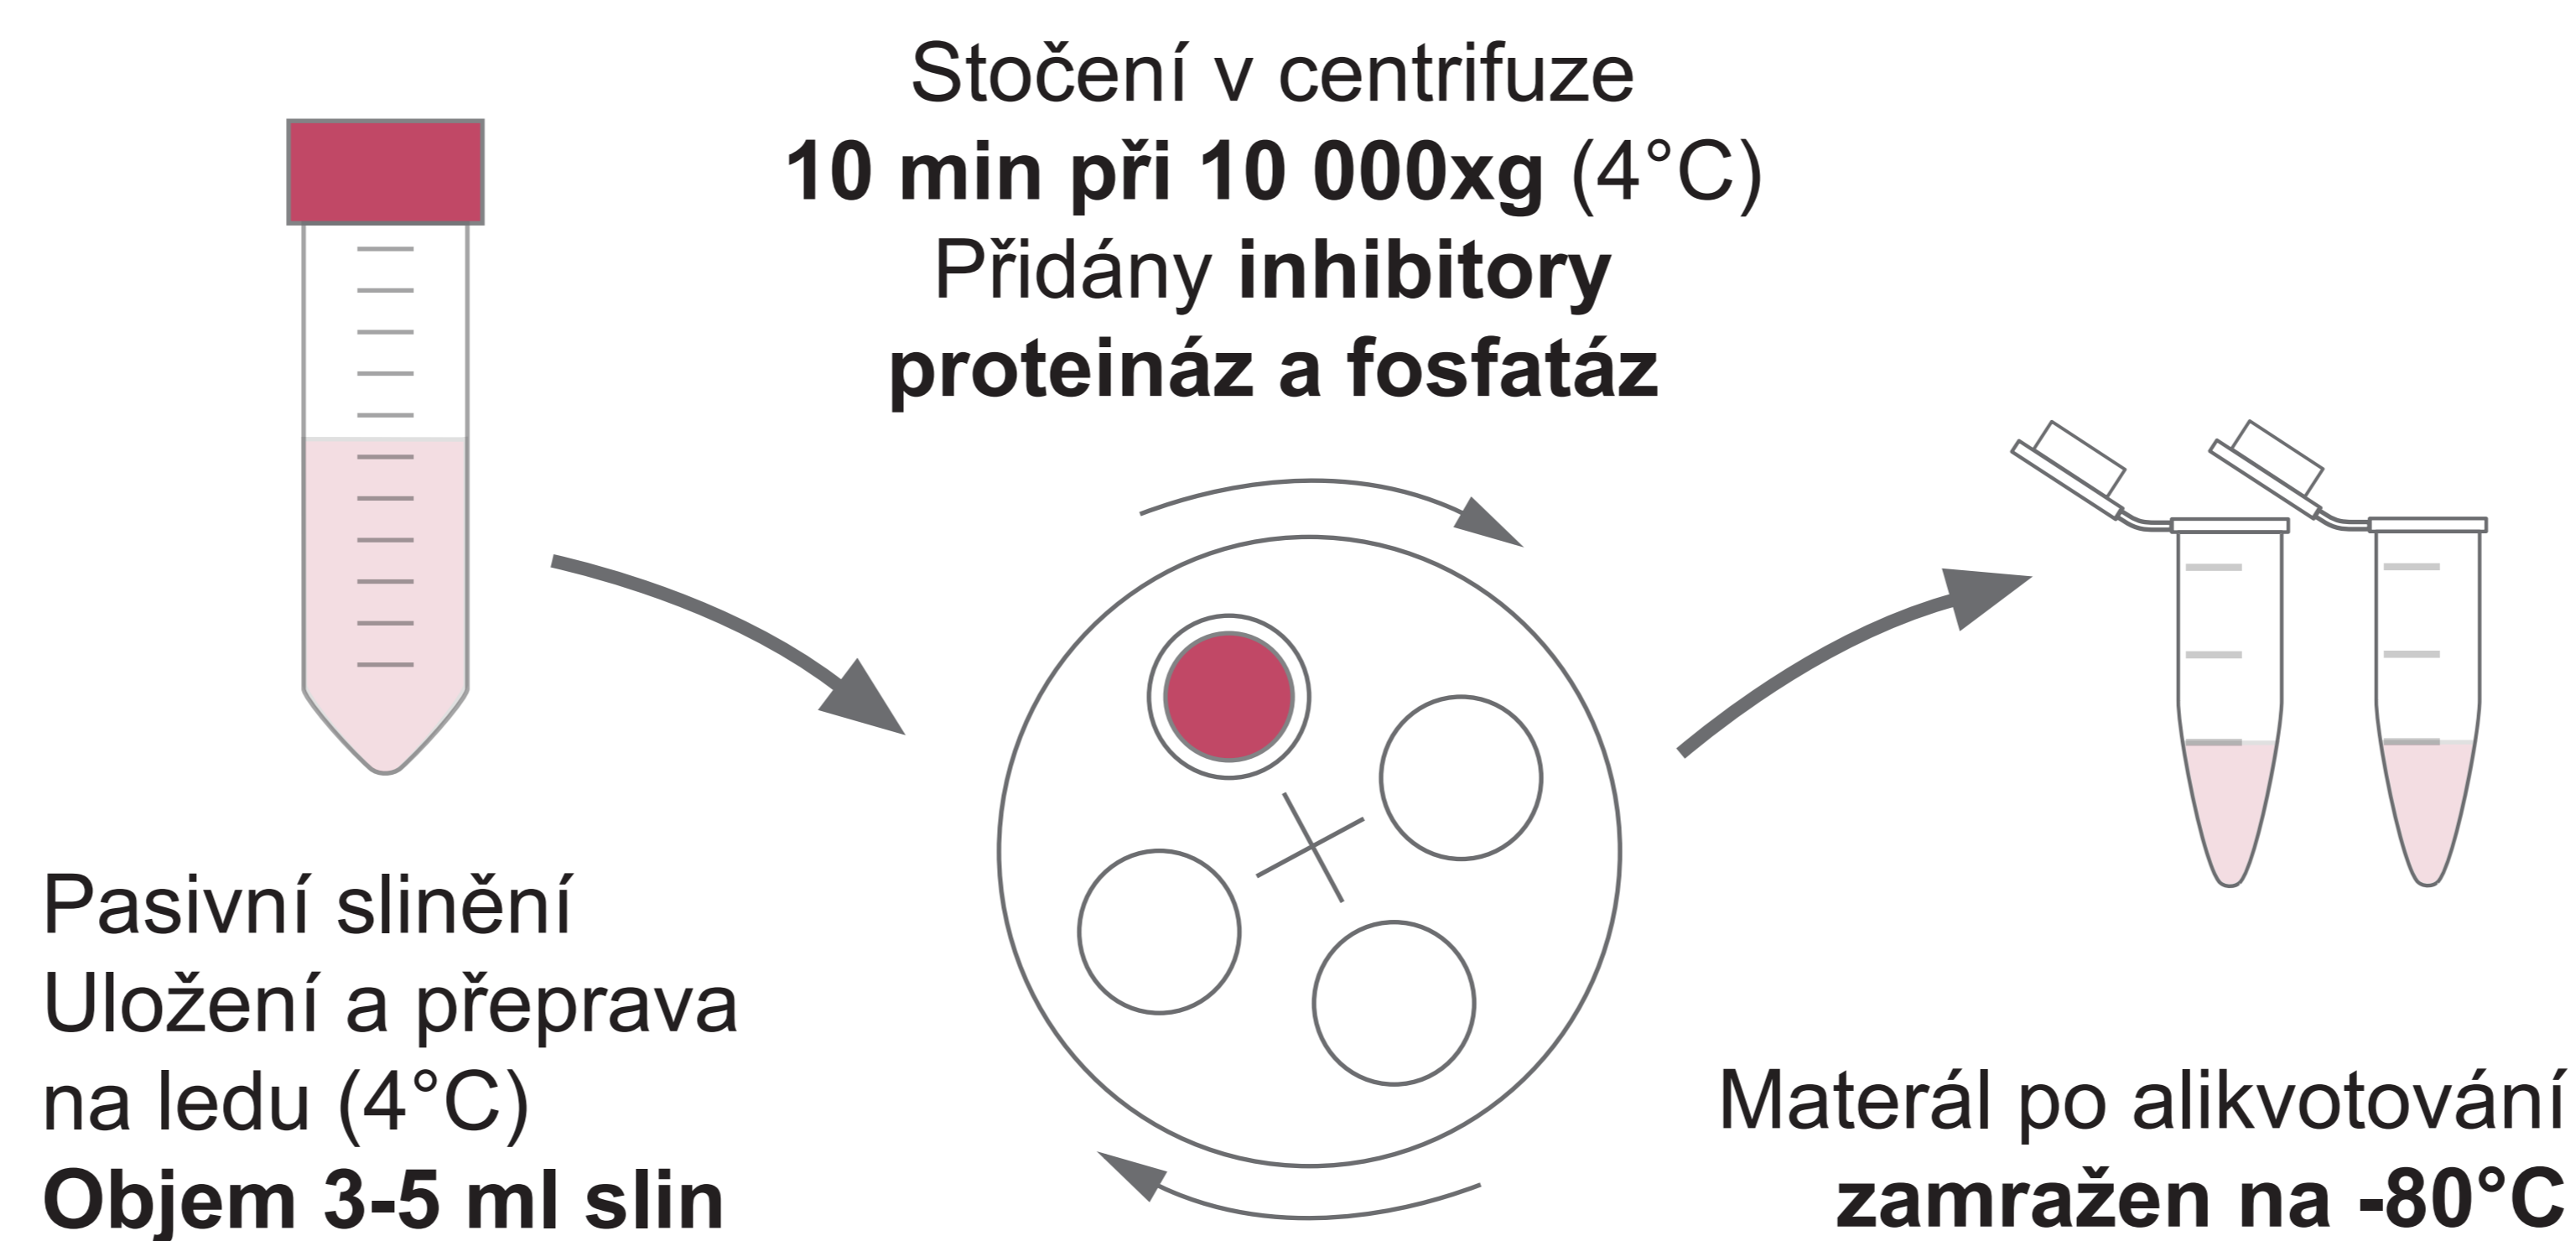 Pasivní slinění
Uložení a přeprava
na ledu (4°C)
Objem 3-5 ml slin
Stočení v centrifuze
10 min při 10 000xg (4°C)
Přidány inhibitory
proteináz a fosfatáz
Materál po alikvotování
zamražen na -80°C